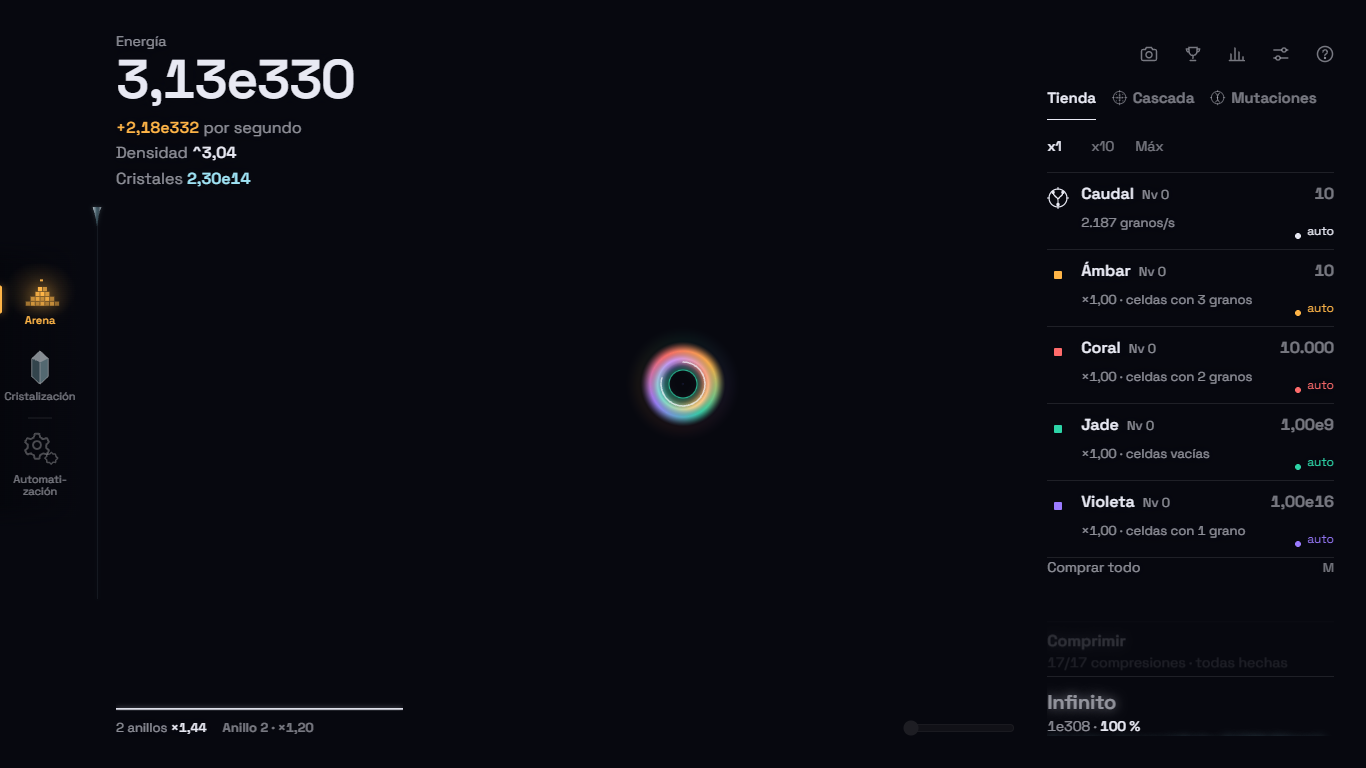 Energía
3,13e330
+2,18e332 por segundo
Densidad ^3,04
Cristales 2,30e14
Arena
Cristalización
Automati-
zación
2 anillos ×1,44 Anillo 2 · ×1,20
Tienda Cascada Mutaciones
x1 x10 Máx
Caudal Nv 0 10
2.187 granos/s auto
Ámbar Nv 0 10
×1,00 · celdas con 3 granos auto
Coral Nv 0 10.000
×1,00 · celdas con 2 granos auto
Jade Nv 0 1,00e9
×1,00 · celdas vacías auto
Violeta Nv 0 1,00e16
×1,00 · celdas con 1 grano auto
Comprar todo M
Comprimir
17/17 compresiones · todas hechas
Infinito
1e308 · 100 %